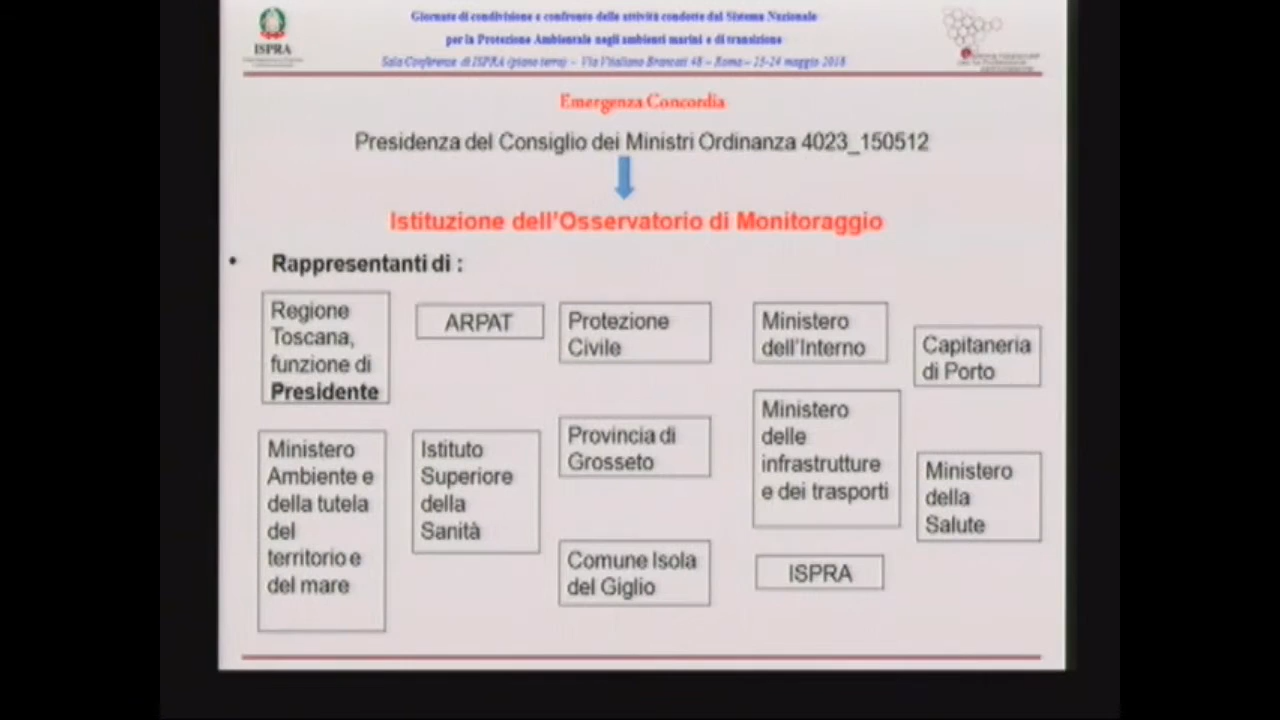 Giornate di condivisione e confronto delle attività condotte dal Sistema Nazionale
per la Protezione Ambientale negli ambienti marini e di transizione
Sala Conferenze di ISPRA (piano terra) – Via Vitaliano Brancati 48 – Roma – 23-24 maggio 2018
ISPRA
Emergenza Concordia
Presidenza del Consiglio dei Ministri Ordinanza 4023_150512
Istituzione dell'Osservatorio di Monitoraggio
• Rappresentanti di :
Regione
Toscana,
funzione di
Presidente
ARPAT
Protezione
Civile
Ministero
dell'Interno
Capitaneria
di Porto
Ministero
Ambiente e
della tutela
del
territorio e
del mare
Istituto
Superiore
della
Sanità
Provincia di
Grosseto
Ministero
delle
infrastrutture
e dei trasporti
Ministero
della
Salute
Comune Isola
del Giglio
ISPRA